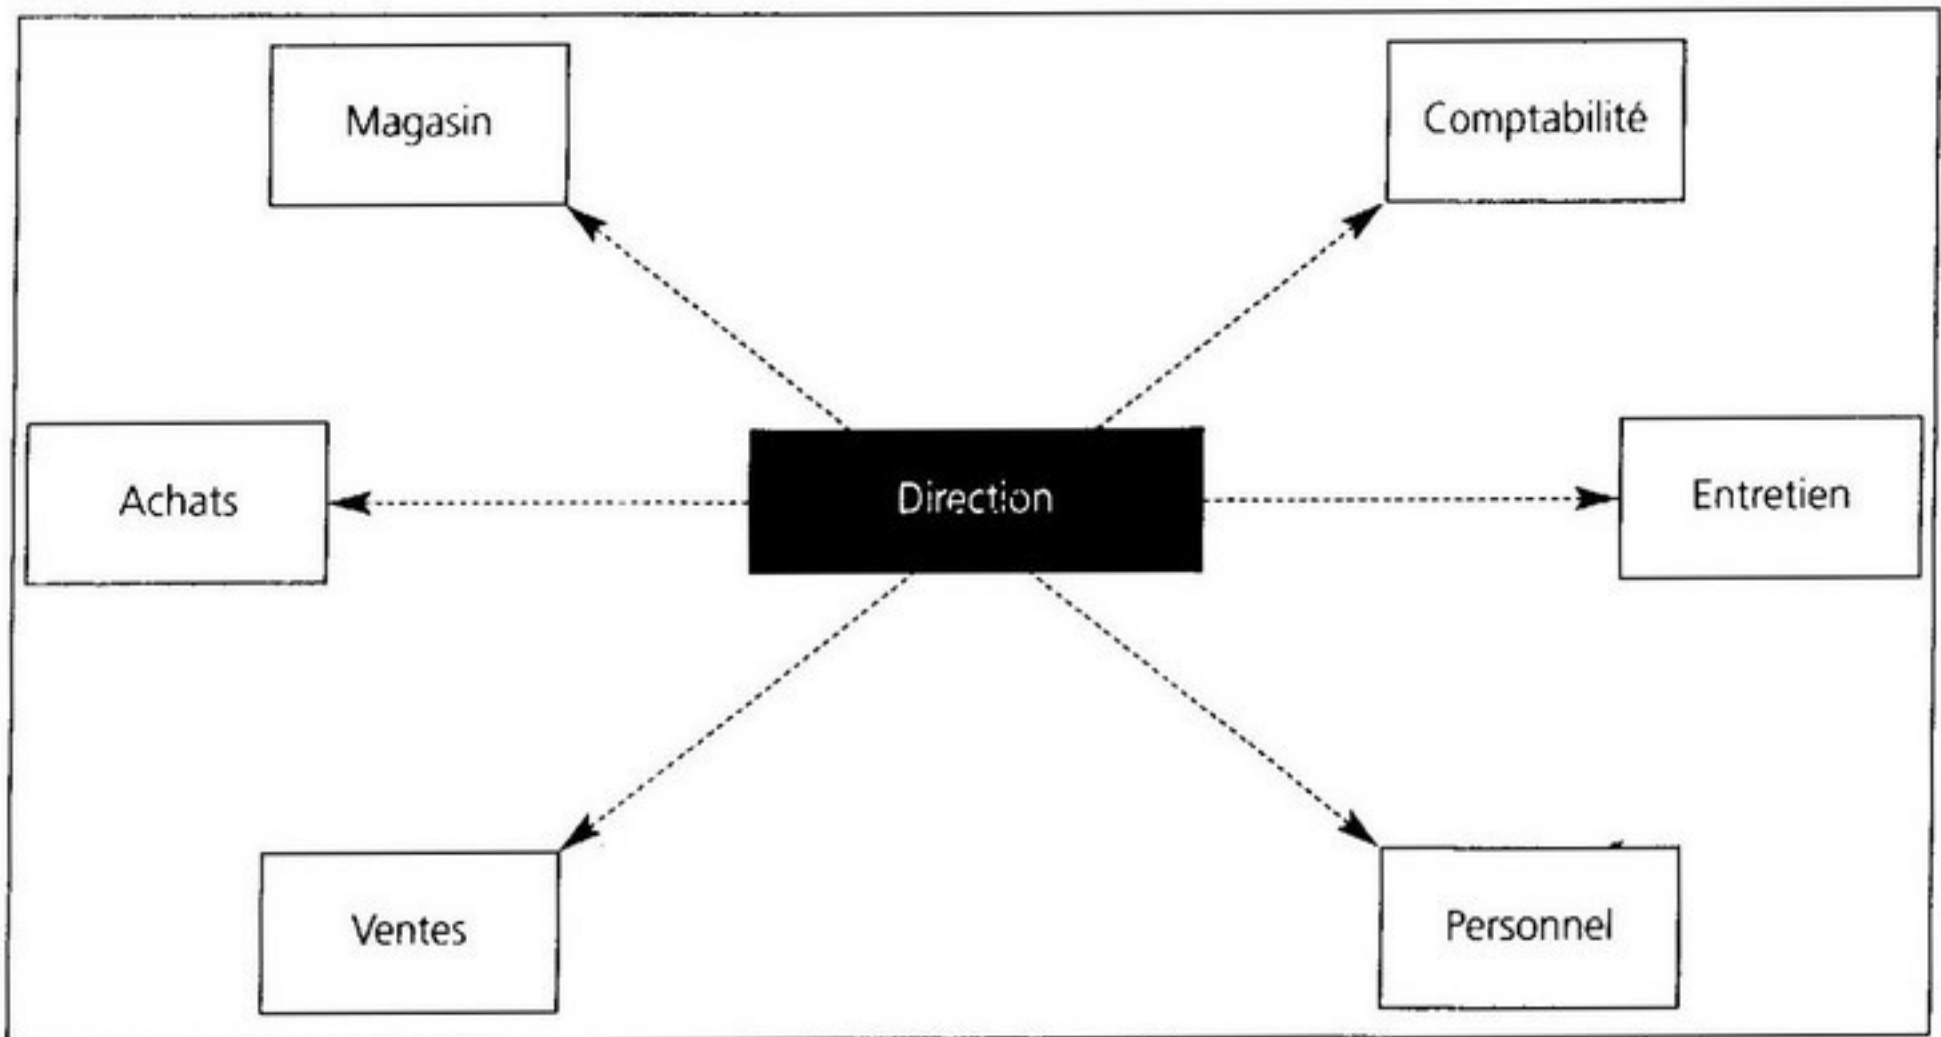 Magasin
Comptabilité
Achats
Direction
Entretien
Ventes
Personnel